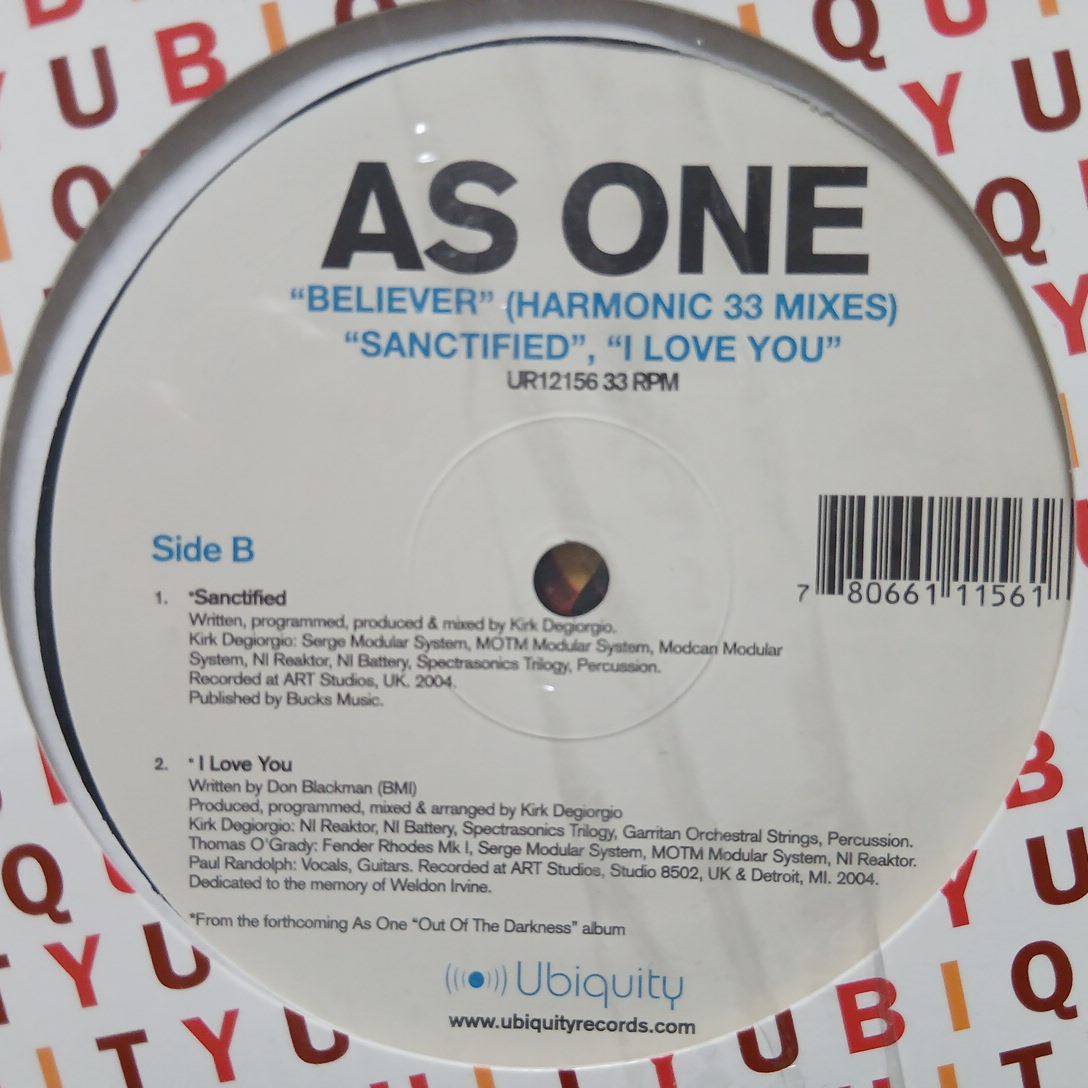 AS ONE
“BELIEVER” (HARMONIC 33 MIXES)
“SANCTIFIED”, “I LOVE YOU”
UR12156 33 RPM
7 80661 11561
Side B
1. *Sanctified
Written, programmed, produced & mixed by Kirk Degiorgio.
Kirk Degiorgio: Serge Modular System, MOTM Modular System, Modcan Modular
System, NI Reaktor, NI Battery, Spectrasonics Trilogy, Percussion.
Recorded at ART Studios, UK. 2004.
Published by Bucks Music.
2. * I Love You
Written by Don Blackman (BMI)
Produced, programmed, mixed & arranged by Kirk Degiorgio
Kirk Degiorgio: NI Reaktor, NI Battery, Spectrasonics Trilogy, Garritan Orchestral Strings, Percussion.
Thomas O'Grady: Fender Rhodes Mk I, Serge Modular System, MOTM Modular System, NI Reaktor.
Paul Randolph: Vocals, Guitars. Recorded at ART Studios, Studio 8502, UK & Detroit, MI. 2004.
Dedicated to the memory of Weldon Irvine.
*From the forthcoming As One “Out Of The Darkness” album
Ubiquity
www.ubiquityrecords.com